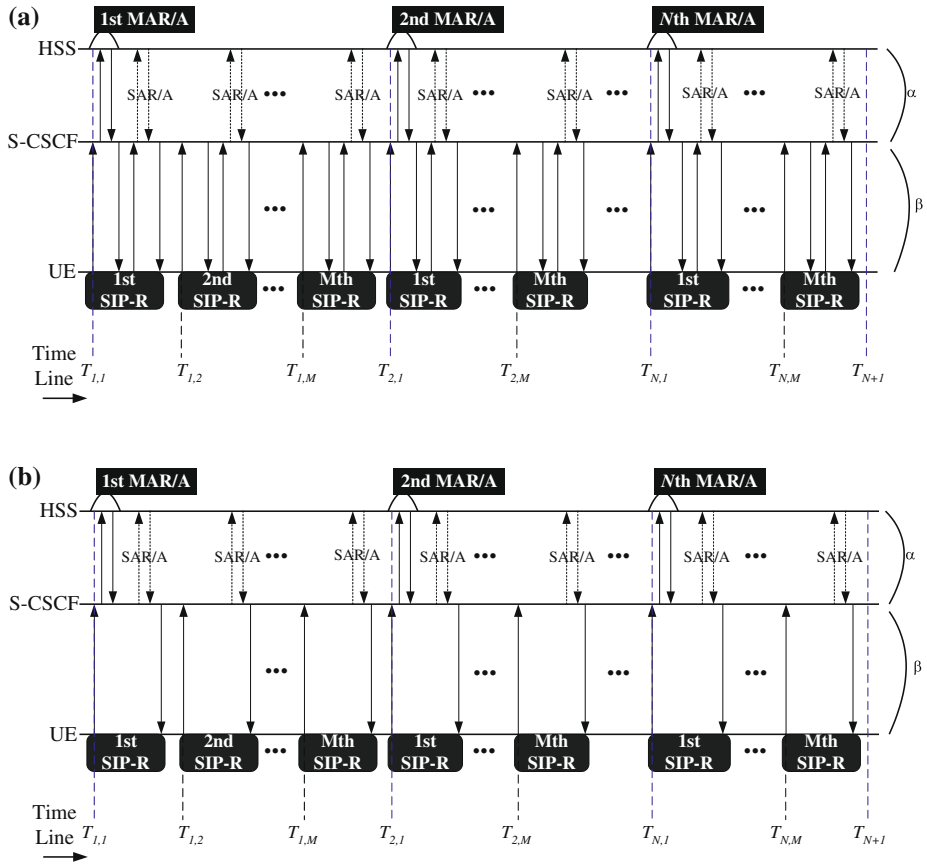 (a)
1st MAR/A 2nd MAR/A Nth MAR/A
HSS
SAR/A SAR/A ••• SAR/A SAR/A ••• SAR/A SAR/A ••• SAR/A α
S-CSCF
••• ••• ••• ••• β
UE
1st SIP-R 2nd SIP-R ••• Mth SIP-R 1st SIP-R ••• Mth SIP-R 1st SIP-R ••• Mth SIP-R
Time Line
T1,1 T1,2 T1,M T2,1 T2,M TN,1 TN,M TN+1
(b)
1st MAR/A 2nd MAR/A Nth MAR/A
HSS
SAR/A SAR/A ••• SAR/A SAR/A ••• SAR/A SAR/A ••• SAR/A α
S-CSCF
••• ••• ••• ••• β
UE
1st SIP-R 2nd SIP-R ••• Mth SIP-R 1st SIP-R ••• Mth SIP-R 1st SIP-R ••• Mth SIP-R
Time Line
T1,1 T1,2 T1,M T2,1 T2,M TN,1 TN,M TN+1